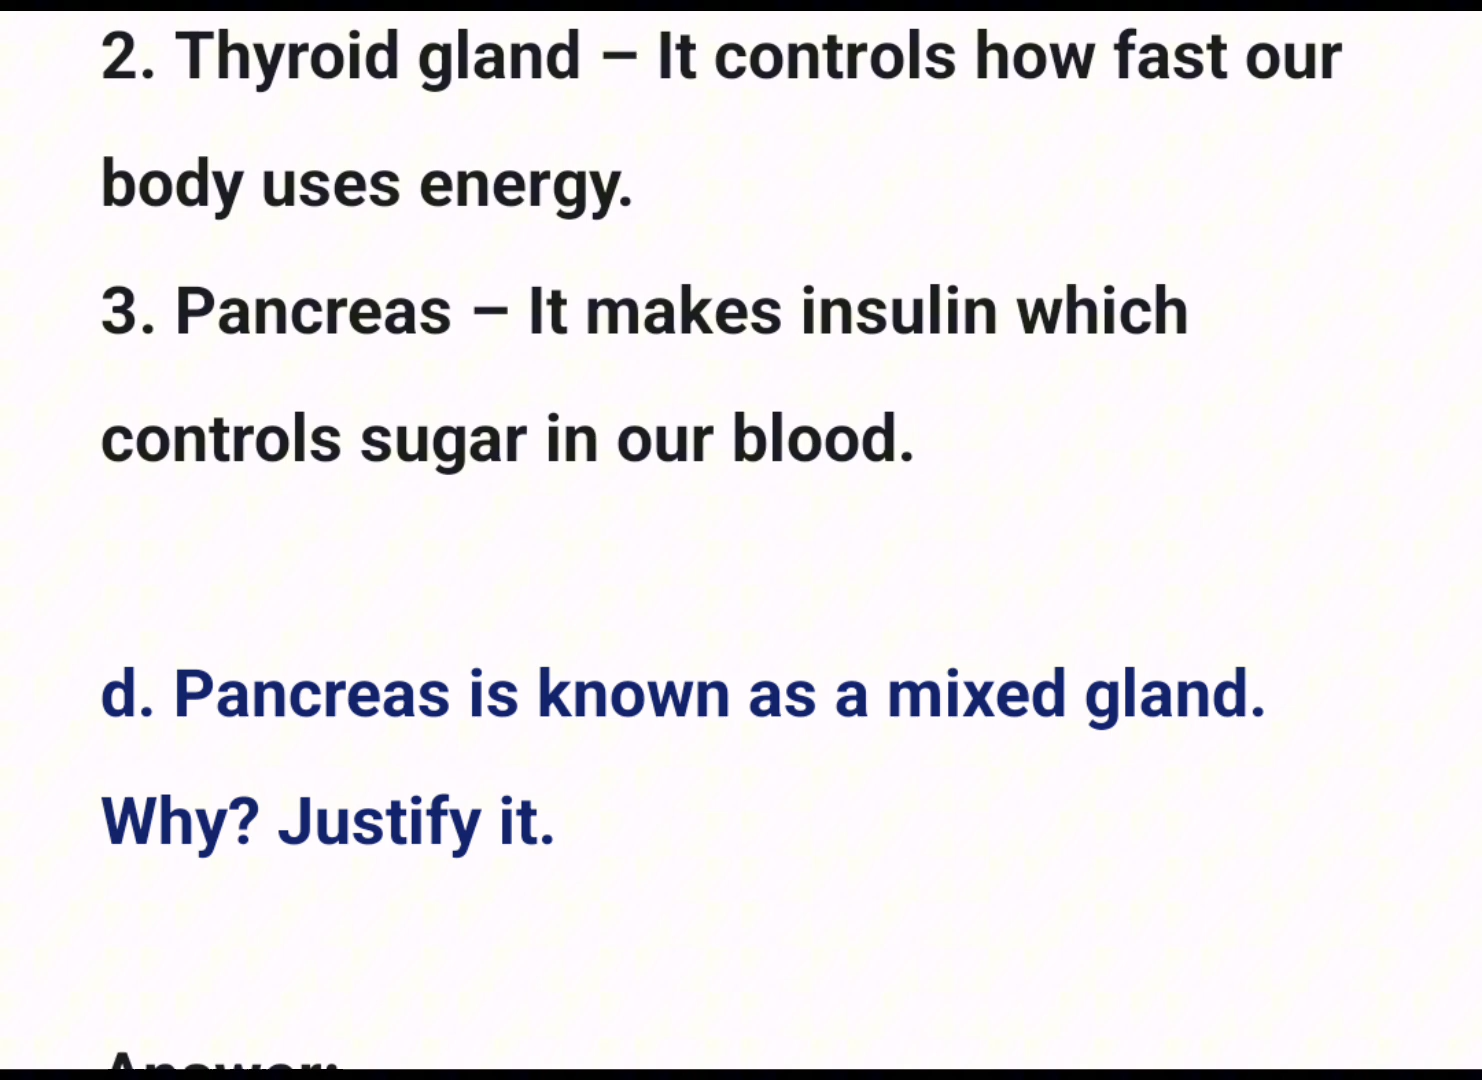 2. Thyroid gland – It controls how fast our
body uses energy.
3. Pancreas – It makes insulin which
controls sugar in our blood.
d. Pancreas is known as a mixed gland.
Why? Justify it.
Answer: